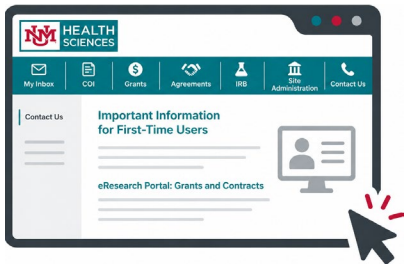 UNM HEALTH
SCIENCES
My Inbox
COI
Grants
Agreements
IRB
Site
Administration
Contact Us
Contact Us
Important Information
for First-Time Users
eResearch Portal: Grants and Contracts